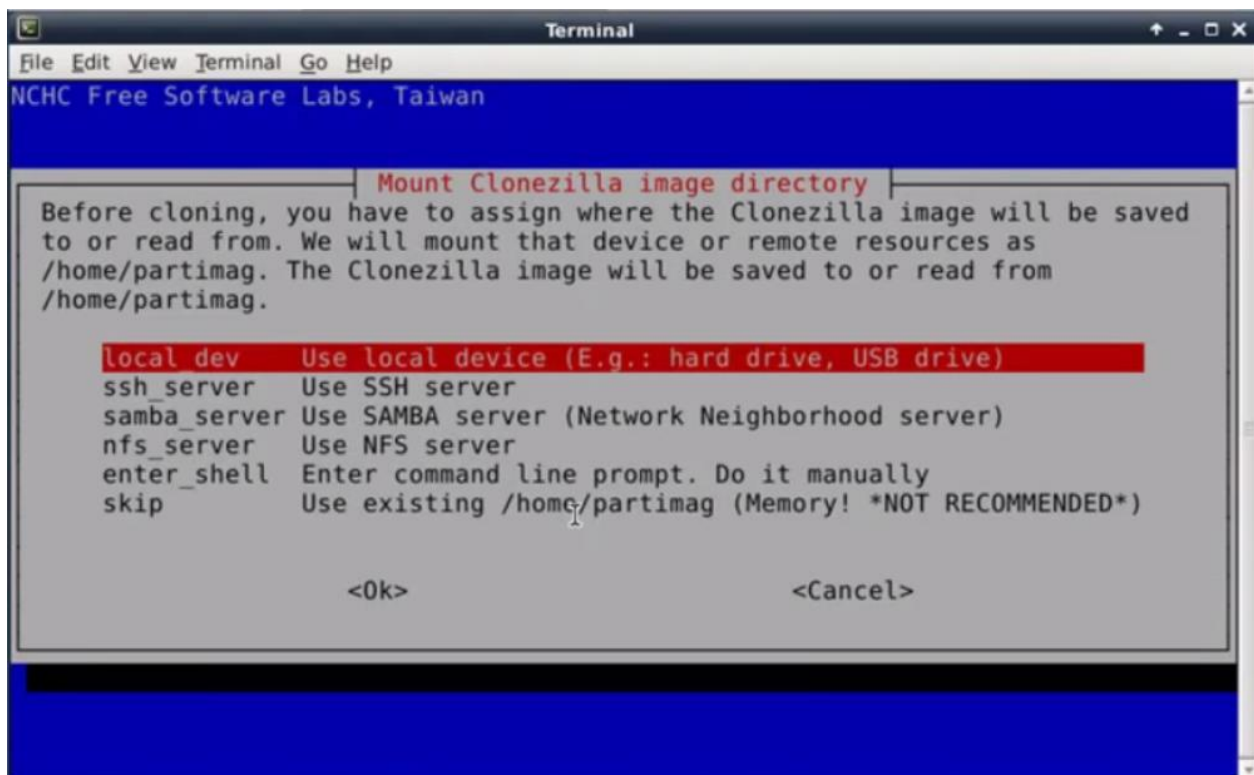 Terminal
File Edit View Terminal Go Help
NCHC Free Software Labs, Taiwan
Mount Clonezilla image directory
Before cloning, you have to assign where the Clonezilla image will be saved
to or read from. We will mount that device or remote resources as
/home/partimag. The Clonezilla image will be saved to or read from
/home/partimag.
local_dev Use local device (E.g.: hard drive, USB drive)
ssh_server Use SSH server
samba_server Use SAMBA server (Network Neighborhood server)
nfs_server Use NFS server
enter_shell Enter command line prompt. Do it manually
skip Use existing /home/partimag (Memory! *NOT RECOMMENDED*)
<Ok> <Cancel>